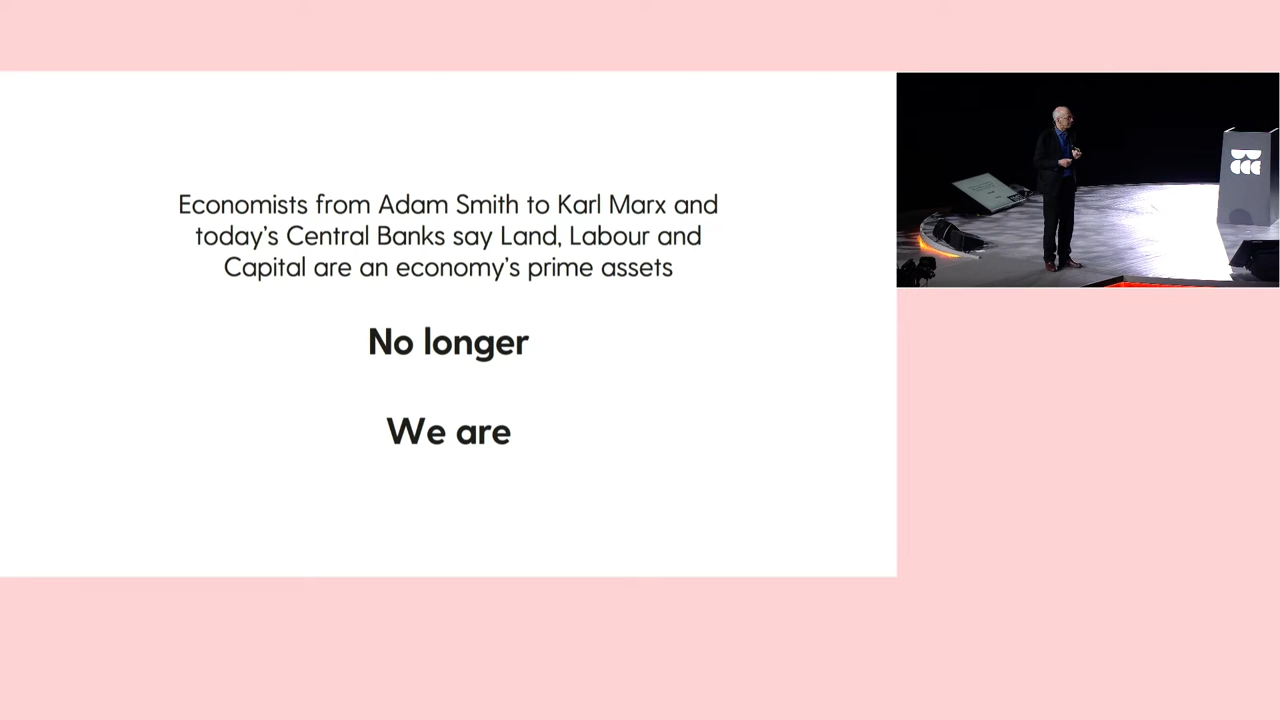 Economists from Adam Smith to Karl Marx and
today's Central Banks say Land, Labour and
Capital are an economy's prime assets
No longer
We are